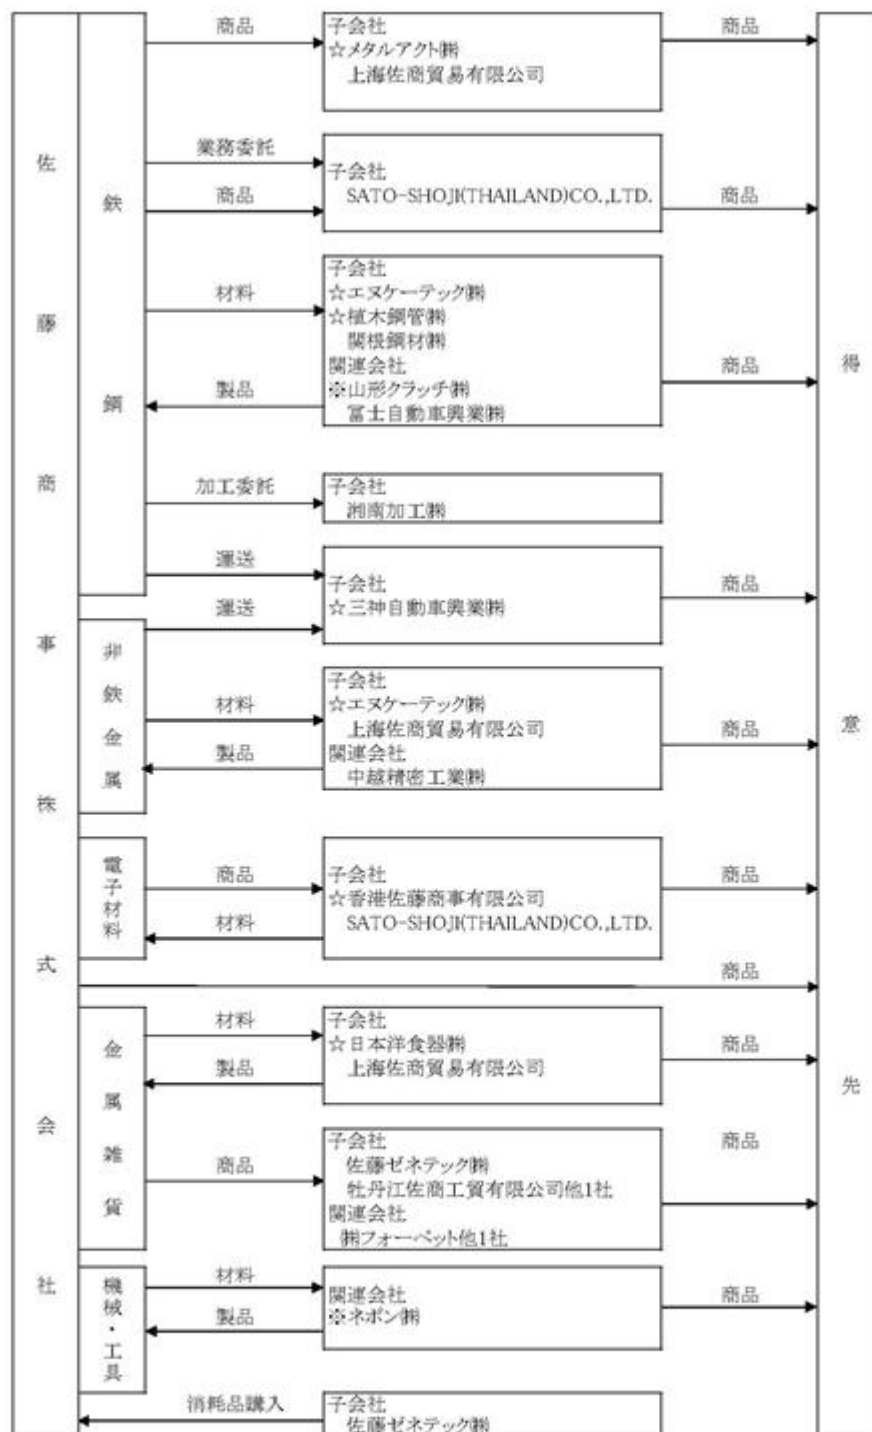 佐藤商事株式会社
鉄鋼
商品
子会社
☆メタルアクト㈱
上海佐商貿易有限公司
商品
業務委託
商品
子会社
SATO-SHOJI(THAILAND)CO.,LTD.
商品
材料
製品
子会社
☆エヌケーテック㈱
☆植木鋼管㈱
関根鋼材㈱
関連会社
※山形クラッチ㈱
冨士自動車興業㈱
商品
加工委託
子会社
湘南加工㈱
運送
運送
子会社
☆三神自動車興業㈱
商品
非鉄金属
材料
製品
子会社
☆エヌケーテック㈱
上海佐商貿易有限公司
関連会社
中越精密工業㈱
商品
電子材料
商品
材料
子会社
☆香港佐藤商事有限公司
SATO-SHOJI(THAILAND)CO.,LTD.
商品
商品
金属雑貨
材料
製品
子会社
☆日本洋食器㈱
上海佐商貿易有限公司
商品
商品
子会社
佐藤ゼネテック㈱
牡丹江佐商工貿有限公司他1社
関連会社
㈱フォーペット他1社
商品
機械・工具
材料
製品
関連会社
※ネポン㈱
商品
消耗品購入
子会社
佐藤ゼネテック㈱
得意先